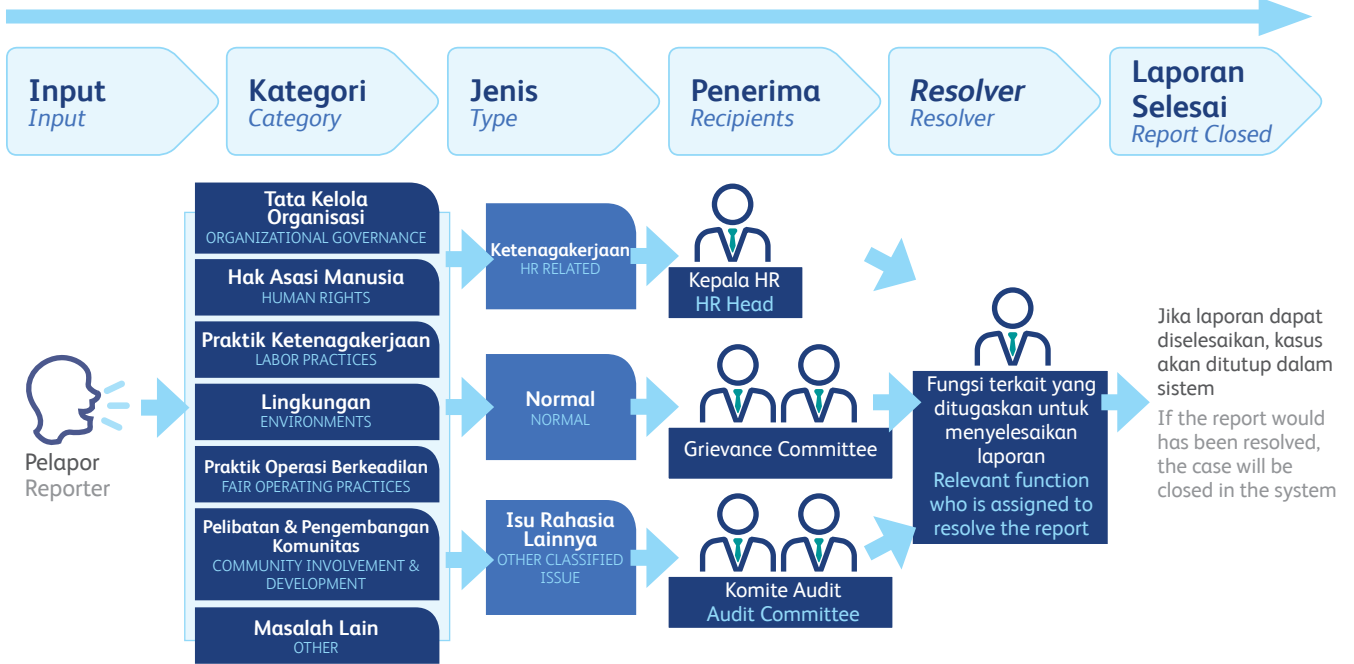 Input
Input
Kategori
Category
Jenis
Type
Penerima
Recipients
Resolver
Resolver
Laporan
Selesai
Report Closed
Pelapor
Reporter
Tata Kelola
Organisasi
ORGANIZATIONAL GOVERNANCE
Hak Asasi Manusia
HUMAN RIGHTS
Praktik Ketenagakerjaan
LABOR PRACTICES
Lingkungan
ENVIRONMENTS
Praktik Operasi Berkeadilan
FAIR OPERATING PRACTICES
Pelibatan & Pengembangan
Komunitas
COMMUNITY INVOLVEMENT &
DEVELOPMENT
Masalah Lain
OTHER
Ketenagakerjaan
HR RELATED
Normal
NORMAL
Isu Rahasia
Lainnya
OTHER CLASSIFIED
ISSUE
Kepala HR
HR Head
Grievance Committee
Komite Audit
Audit Committee
Fungsi terkait yang
ditugaskan untuk
menyelesaikan
laporan
Relevant function
who is assigned to
resolve the report
Jika laporan dapat
diselesaikan, kasus
akan ditutup dalam
sistem
If the report would
has been resolved,
the case will be
closed in the system